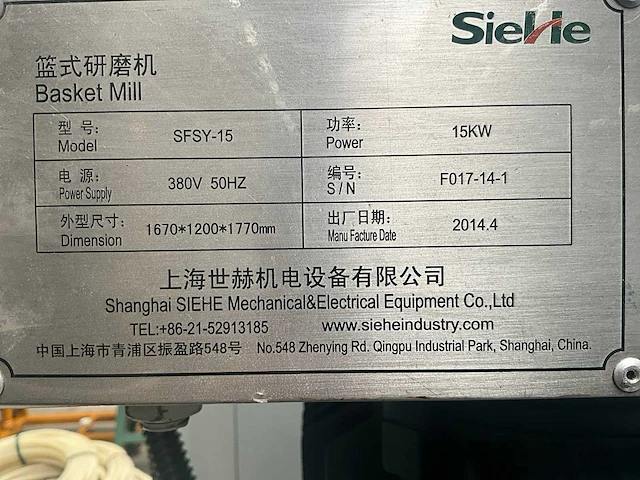 SieHe
篮式研磨机
Basket Mill
型 号: SFSY-15 功率: 15KW
Model Power
电 源: 380V 50HZ 编号: F017-14-1
Power Supply S / N
外型尺寸: 1670*1200*1770mm 出厂日期: 2014.4
Dimension Manu Facture Date
上海世赫机电设备有限公司
Shanghai SIEHE Mechanical&Electrical Equipment Co.,Ltd
TEL:+86-21-52913185 www.sieheindustry.com
中国上海市青浦区振盈路548号 No.548 Zhenying Rd. Qingpu Industrial Park, Shanghai, China.